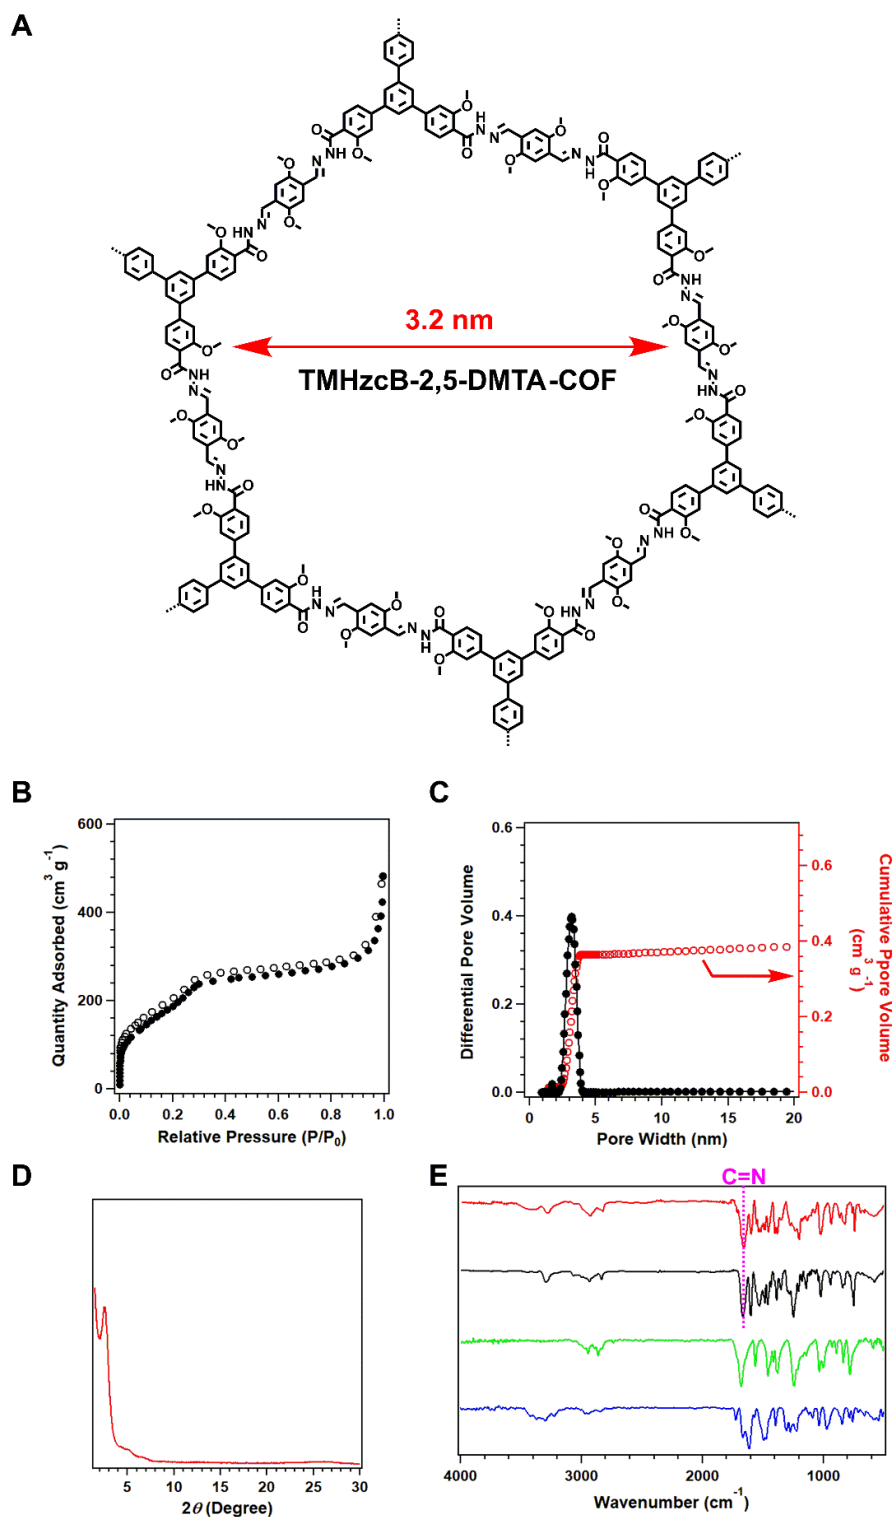 A
3.2 nm
TMHzcB-2,5-DMTA-COF
B
600
400
200
0
Quantity Adsorbed (cm³ g⁻¹)
0.0 0.2 0.4 0.6 0.8 1.0
Relative Pressure (P/P₀)
C
0.6
0.4
0.2
0.0
Differential Pore Volume
0.6
0.4
0.2
0.0
Cumulative Ppore Volume
(cm³ g⁻¹)
0 5 10 15 20
Pore Width (nm)
D
5 10 15 20 25 30
2θ (Degree)
E
C=N
4000 3000 2000 1000
Wavenumber (cm⁻¹)